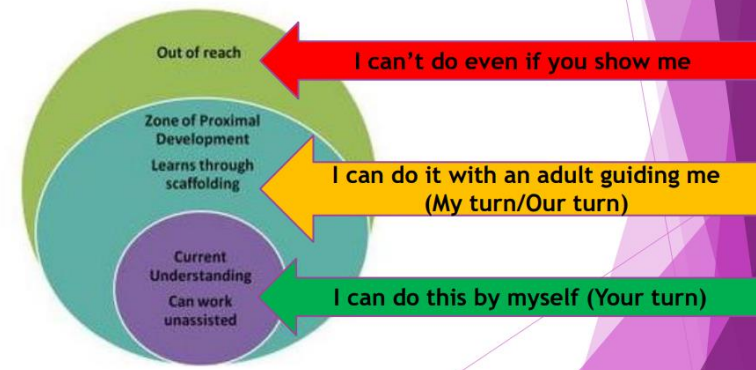 Out of reach
I can't do even if you show me
Zone of Proximal
Development
Learns through
scaffolding
I can do it with an adult guiding me
(My turn/Our turn)
Current
Understanding
Can work
unassisted
I can do this by myself (Your turn)